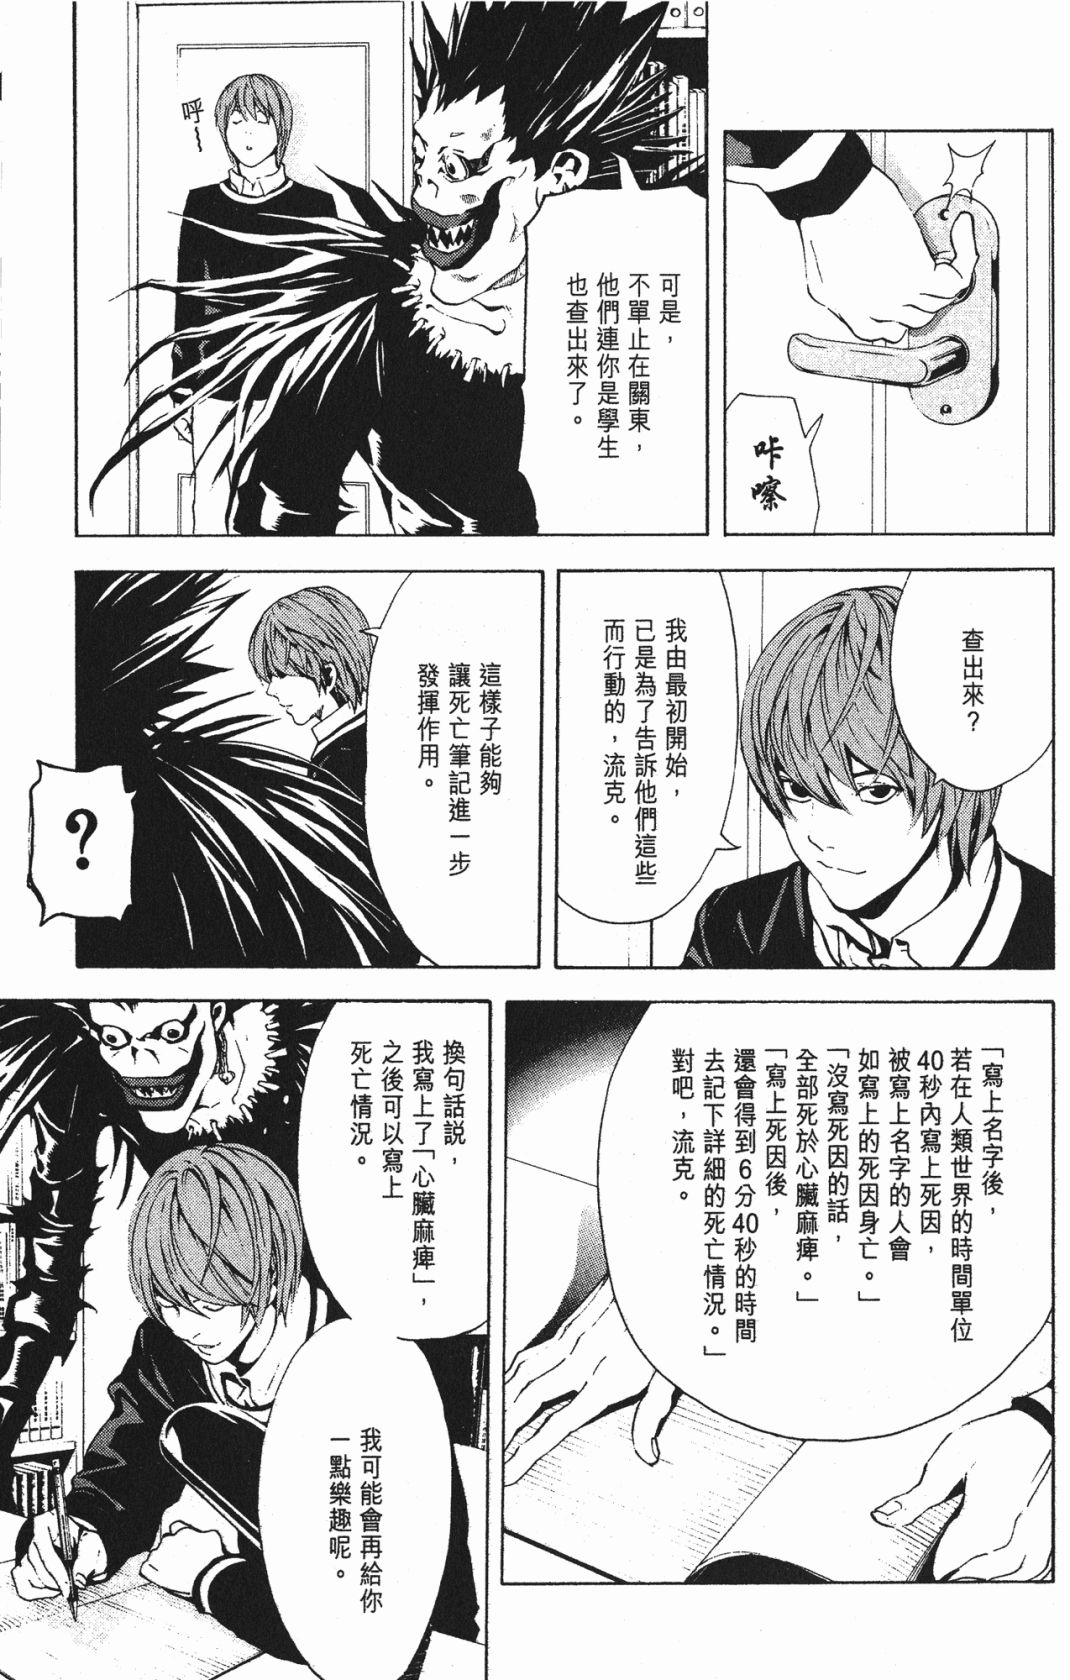 咔嚓
可是，
不單止在關東，
他們連你是學生
也查出來了。
呼～
查出來？
我由最初開始，
已是為了告訴他們這些
而行動的，流克。
這樣子能夠
讓死亡筆記進一步
發揮作用。
？
「寫上名字後，
若在人類世界的時間單位
40秒內寫上死因，
被寫上名字的人會
如寫上的死因身亡。」
「沒寫死因的話，
全部死於心臟麻痺。」
「寫上死因後，
還會得到6分40秒的時間
去記下詳細的死亡情況。」
對吧，流克。
換句話說，
我寫上了「心臟麻痺」，
之後可以寫上
死亡情況。
我可能會再給你
一點樂趣呢。